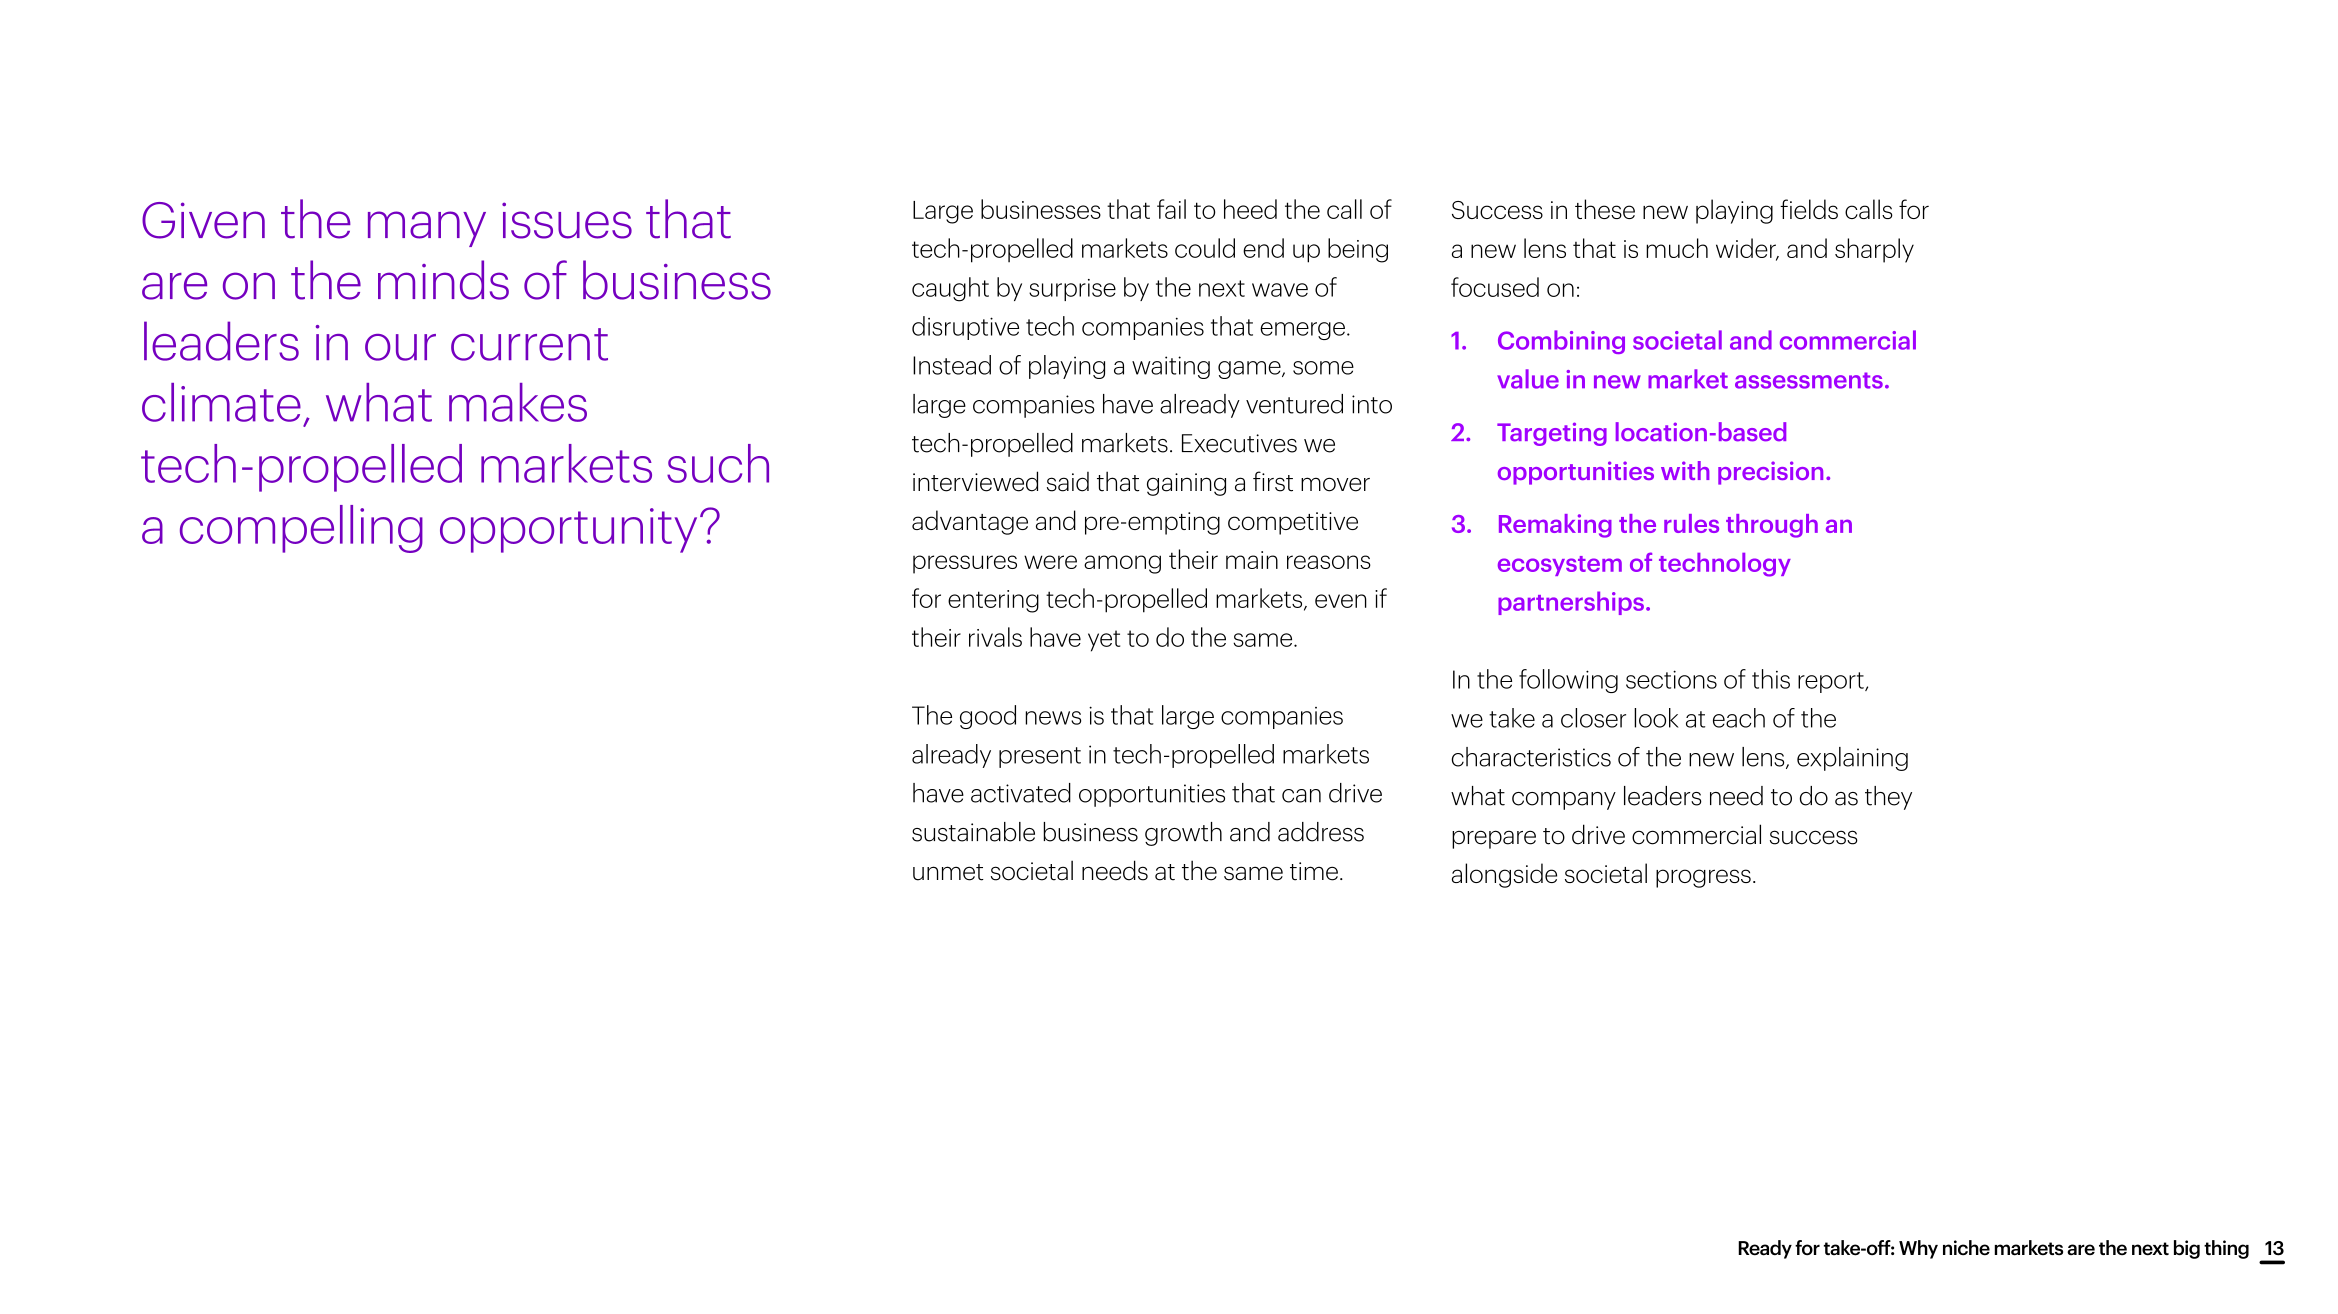 Given the many issues that
are on the minds of business
leaders in our current
climate, what makes
tech-propelled markets such
a compelling opportunity?
Large businesses that fail to heed the call of
tech-propelled markets could end up being
caught by surprise by the next wave of
disruptive tech companies that emerge.
Instead of playing a waiting game, some
large companies have already ventured into
tech-propelled markets. Executives we
interviewed said that gaining a first mover
advantage and pre-empting competitive
pressures were among their main reasons
for entering tech-propelled markets, even if
their rivals have yet to do the same.
The good news is that large companies
already present in tech-propelled markets
have activated opportunities that can drive
sustainable business growth and address
unmet societal needs at the same time.
Success in these new playing fields calls for
a new lens that is much wider, and sharply
focused on:
1. Combining societal and commercial
value in new market assessments.
2. Targeting location-based
opportunities with precision.
3. Remaking the rules through an
ecosystem of technology
partnerships.
In the following sections of this report,
we take a closer look at each of the
characteristics of the new lens, explaining
what company leaders need to do as they
prepare to drive commercial success
alongside societal progress.
Ready for take-off: Why niche markets are the next big thing 13